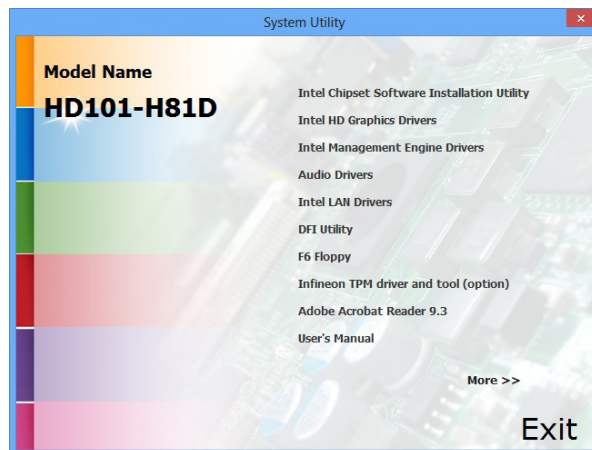 System Utility
Model Name
HD101-H81D
Intel Chipset Software Installation Utility
Intel HD Graphics Drivers
Intel Management Engine Drivers
Audio Drivers
Intel LAN Drivers
DFI Utility
F6 Floppy
Infineon TPM driver and tool (option)
Adobe Acrobat Reader 9.3
User's Manual
More >>
Exit